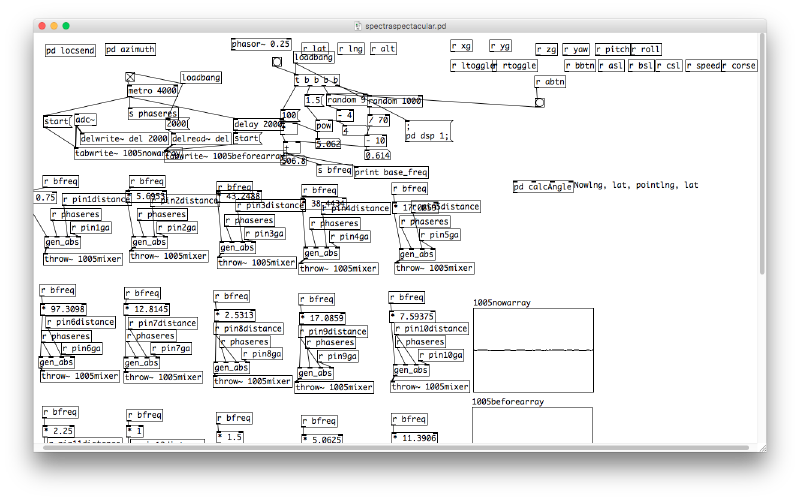 spectraspectacular.pd
pd locsend pd azimuth phasor~ 0.25 r lat r lng r alt r xg r yg r zg r yaw r pitch r roll
loadbang loadbang r ltoggle r rtoggle r bbtn r asl r bsl r csl r speed r corse
t b b b b r abtn
metro 4000
1.5 random 9 random 1000
s phaseres 100 - 4 / 70
start adc~ 2000 delay 2000 pow 4 ;
pd dsp 1;
delwrite~ del 2000 delread~ del start 5.062 - 10
tabwrite~ 1005nowarray tabwrite~ 1005beforearray 506.8 0.614
s bfreq print base_freq
r bfreq r bfreq r bfreq r bfreq r bfreq pd calcAngle Nowlng, lat, pointlng, lat
0.75 pin1distance * 5.6953 pin2distance 43.2488 r pin3distance * 38.4434 pin4distance * 17.0859 pin5distance
r phaseres r phaseres r phaseres r phaseres r phaseres
r pin1ga r pin2ga r pin3ga r pin4ga r pin5ga
gen_abs gen_abs gen_abs gen_abs gen_abs
throw~ 1005mixer throw~ 1005mixer throw~ 1005mixer throw~ 1005mixer throw~ 1005mixer
r bfreq r bfreq r bfreq r bfreq r bfreq
* 97.3098 * 12.8145 * 2.5313 * 17.0859 * 7.59375 1005nowarray
r pin6distance r pin7distance r pin8distance r pin9distance r pin10distance
r phaseres r phaseres r phaseres r phaseres r phaseres
r pin6ga r pin7ga r pin8ga r pin9ga r pin10ga
gen_abs gen_abs gen_abs gen_abs gen_abs
throw~ 1005mixer throw~ 1005mixer throw~ 1005mixer throw~ 1005mixer throw~ 1005mixer
1005beforearray
r bfreq r bfreq r bfreq r bfreq r bfreq
* 2.25 * 1 * 1.5 * 5.0625 * 11.3906
r pin11distance